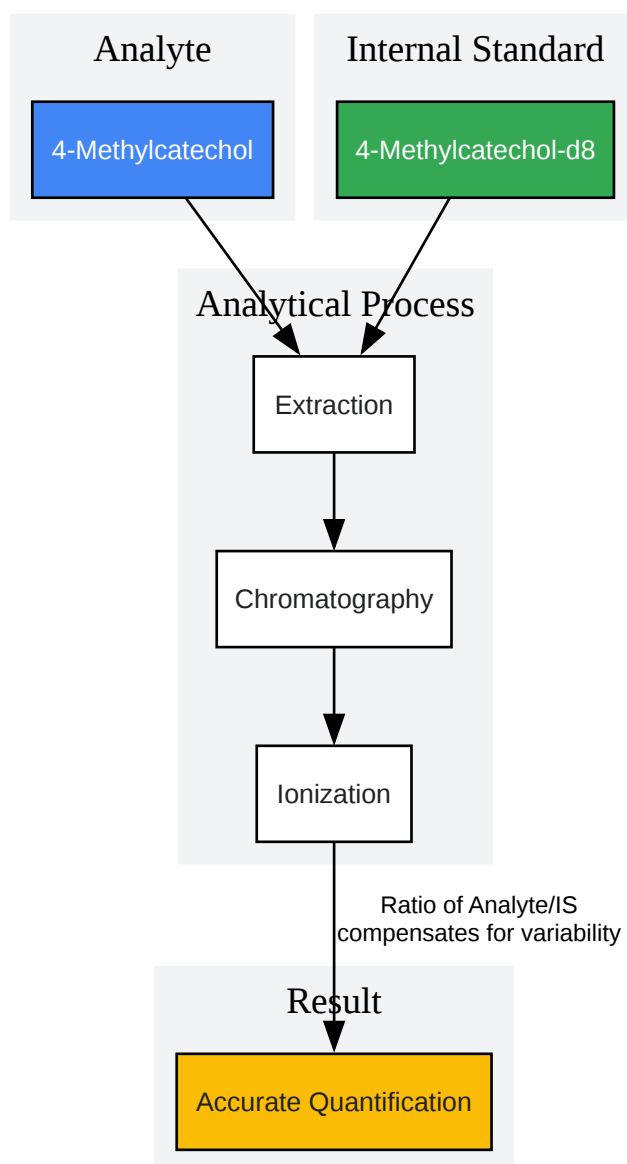 Analyte
Internal Standard
4-Methylcatechol
4-Methylcatechol-d8
Analytical Process
Extraction
Chromatography
Ionization
Ratio of Analyte/IS
compensates for variability
Result
Accurate Quantification